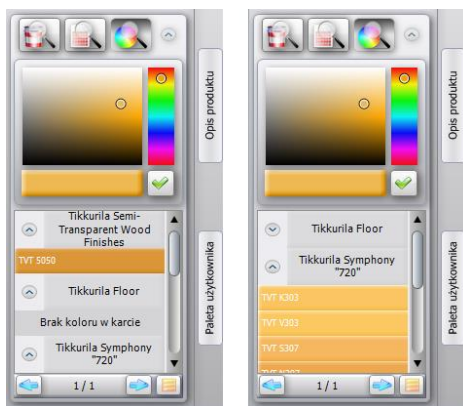 Opis produktu
Tikkurila Semi-
Transparent Wood
Finishes
TVT 5050
Tikkurila Floor
Brak koloru w karcie
Tikkurila Symphony
"720"
1/1
Paleta użytkownika
Opis produktu
Tikkurila Floor
Tikkurila Symphony
"720"
TVT K303
TVT V303
TVT S307
TVT N307
1/1
Paleta użytkownika